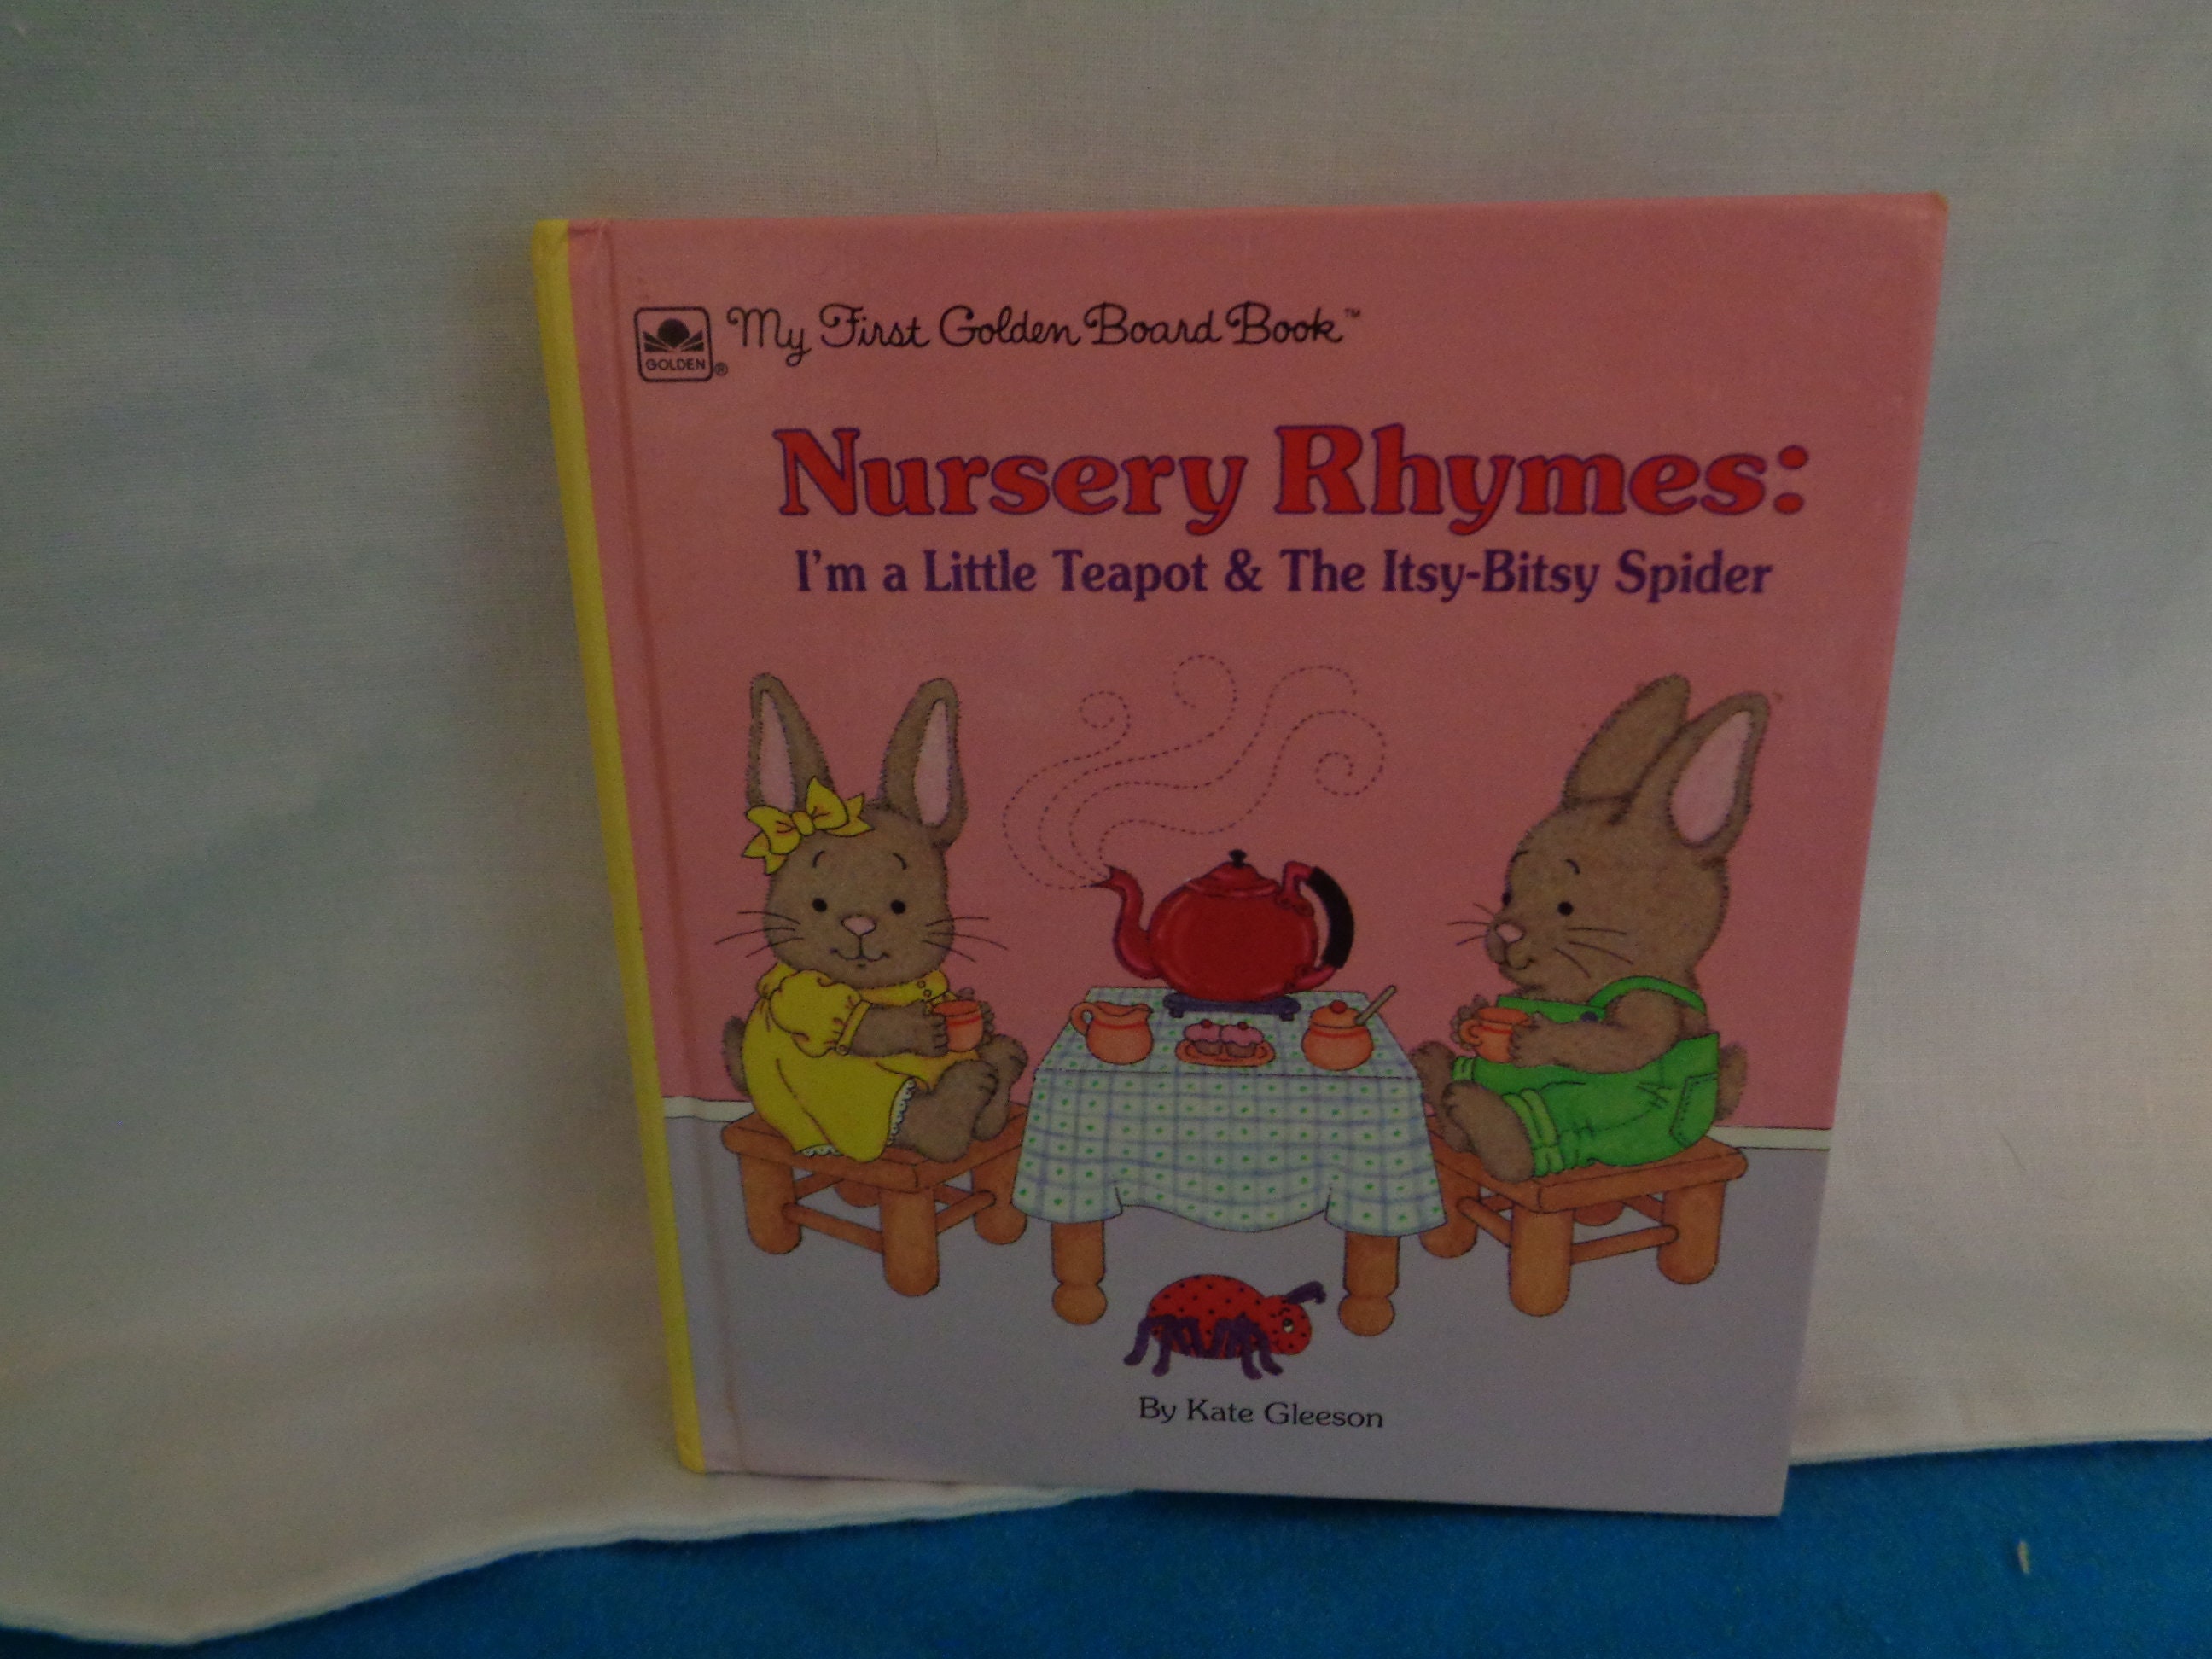 My First Golden Board Book™
GOLDEN®
Nursery Rhymes:
I'm a Little Teapot & The Itsy-Bitsy Spider
By Kate Gleeson